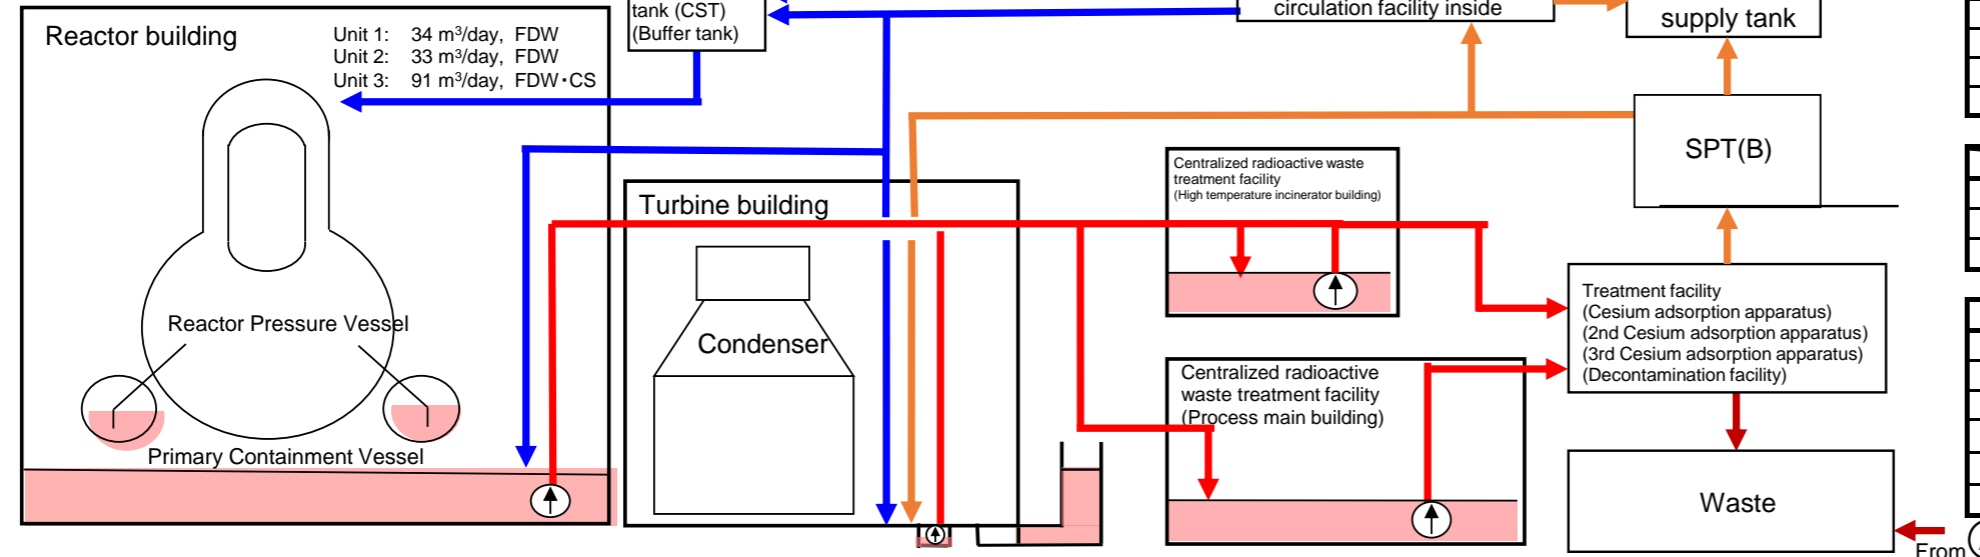 tank (CST)
(Buffer tank)
circulation facility inside
supply tank
Reactor building
Unit 1: 34 m³/day, FDW
Unit 2: 33 m³/day, FDW
Unit 3: 91 m³/day, FDW・CS
SPT(B)
Centralized radioactive waste
treatment facility
(High temperature incinerator building)
Turbine building
Treatment facility
(Cesium adsorption apparatus)
(2nd Cesium adsorption apparatus)
(3rd Cesium adsorption apparatus)
(Decontamination facility)
Reactor Pressure Vessel
Condenser
Centralized radioactive
waste treatment facility
(Process main building)
Primary Containment Vessel
Waste
From